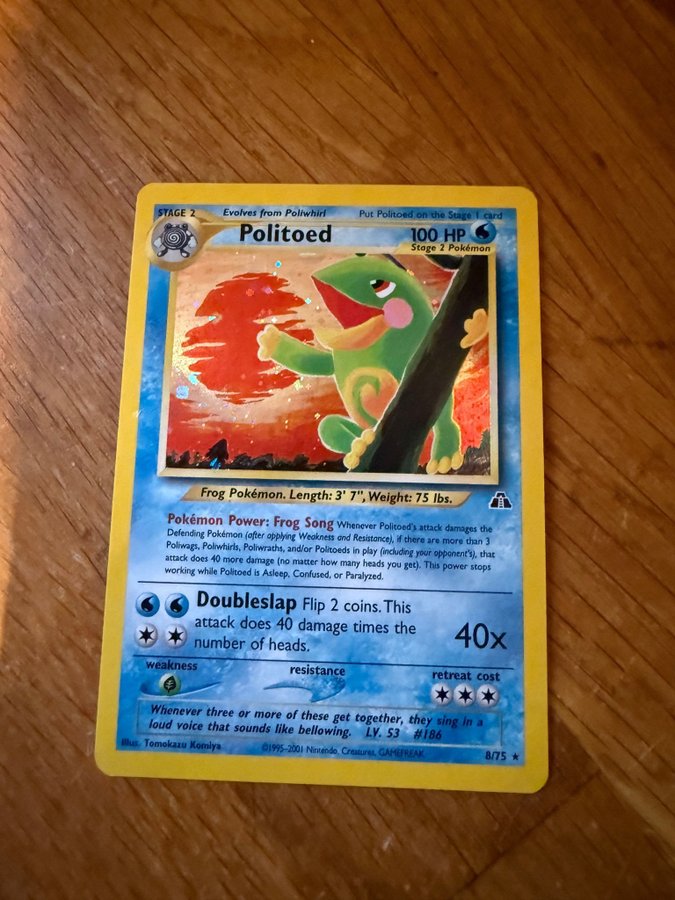 STAGE 2 Evolves from Poliwhirl Put Politoed on the Stage 1 card
Politoed 100 HP
Stage 2 Pokémon
Frog Pokémon. Length: 3' 7", Weight: 75 lbs.
Pokémon Power: Frog Song Whenever Politoed's attack damages the
Defending Pokémon (after applying Weakness and Resistance), if there are more than 3
Poliwags, Poliwhirls, Poliwraths, and/or Politoeds in play (including your opponent's), that
attack does 40 more damage (no matter how many heads you get). This power stops
working while Politoed is Asleep, Confused, or Paralyzed.
Doubleslap Flip 2 coins. This
attack does 40 damage times the
number of heads.
40x
weakness resistance retreat cost
Whenever three or more of these get together, they sing in a
loud voice that sounds like bellowing. LV. 53 #186
Illus. Tomokazu Komiya ©1995-2001 Nintendo, Creatures, GAMEFREAK. 8/75 ★